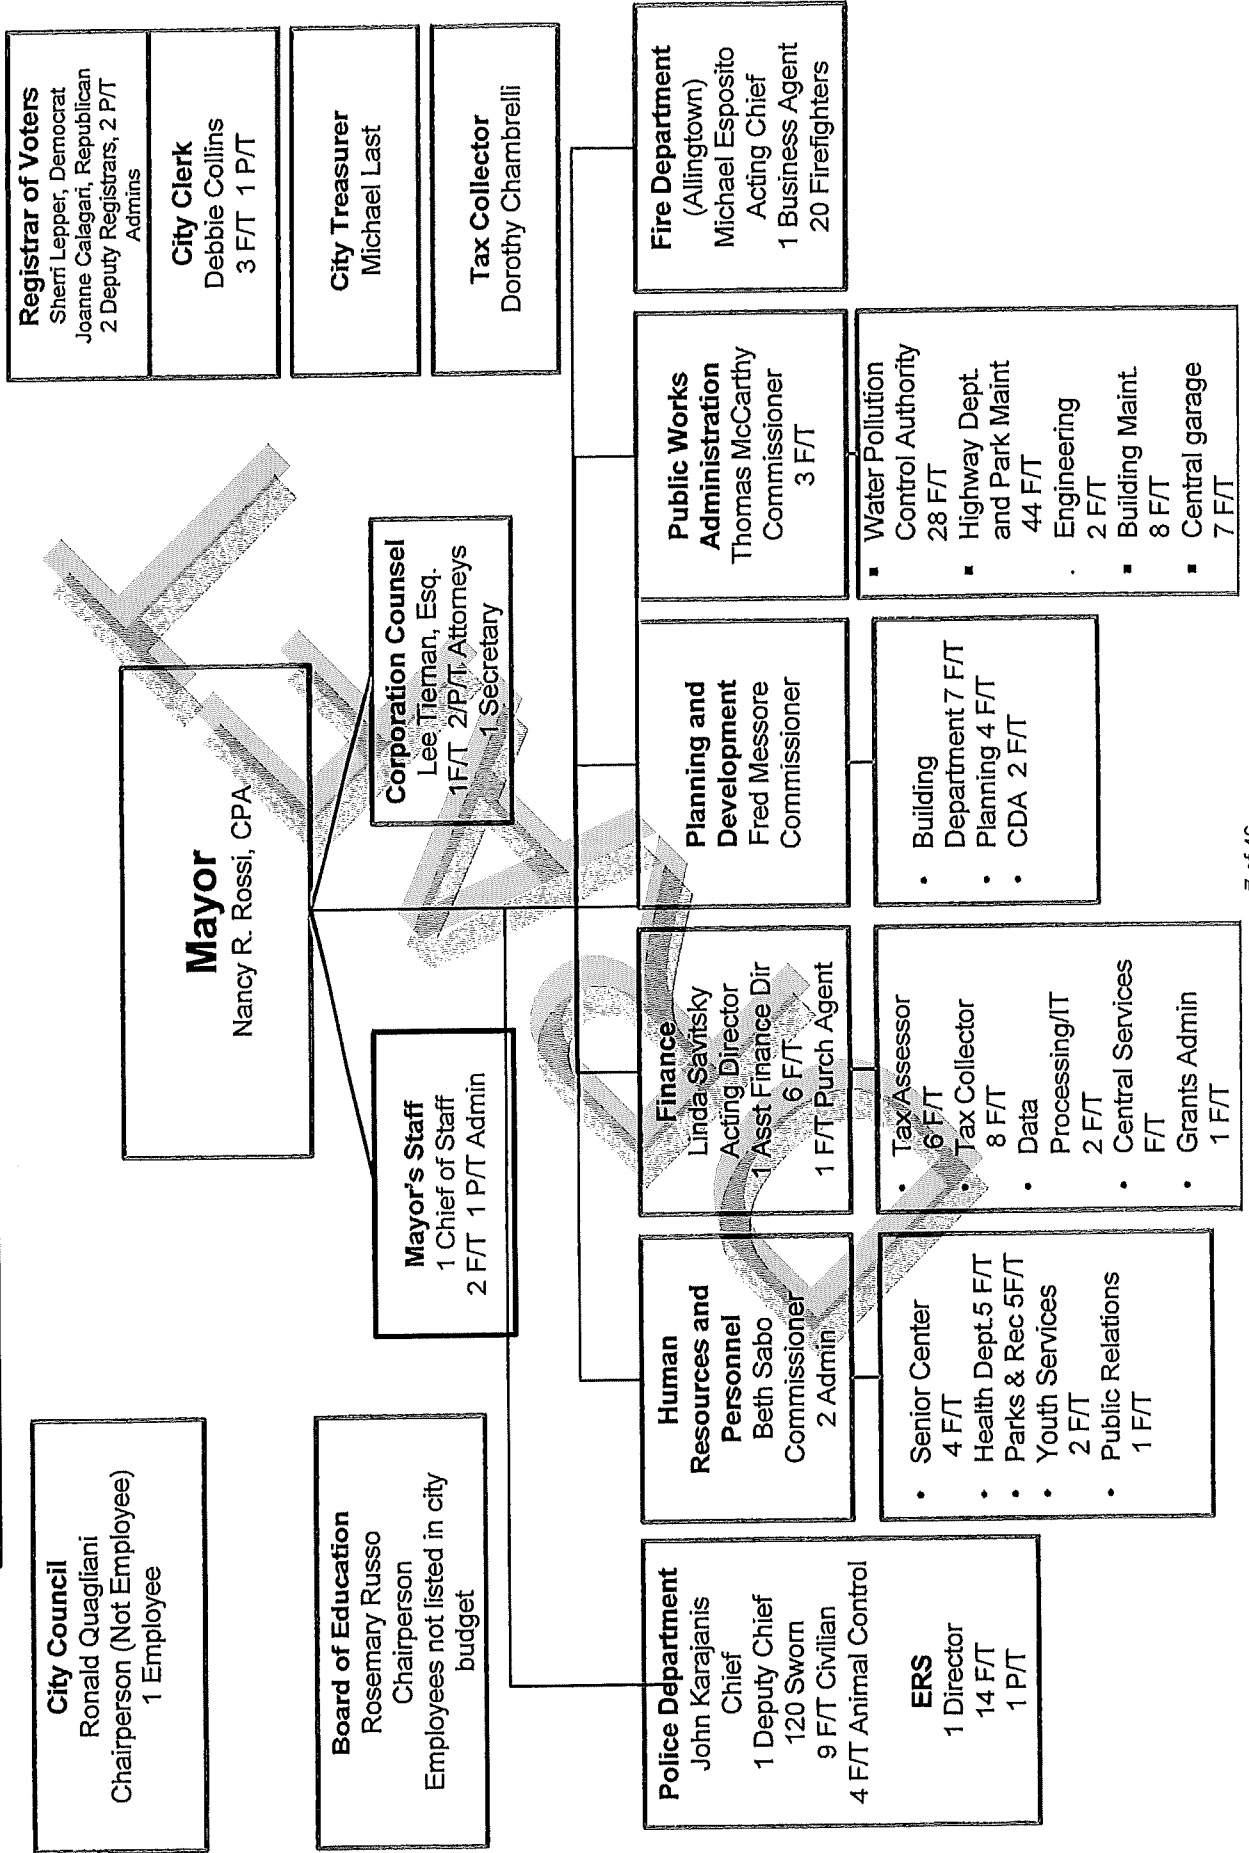 City Council
Ronald Quagliani
Chairperson (Not Employee)
1 Employee
Board of Education
Rosemary Russo
Chairperson
Employees not listed in city
budget
Mayor
Nancy R. Rossi, CPA
Mayor's Staff
1 Chief of Staff
2 F/T 1 P/T Admin
Corporation Counsel
Lee Tiernan, Esq.
1F/T 2/P/T Attorneys
1 Secretary
Registrar of Voters
Sherri Lepper, Democrat
Joanne Calagari, Republican
2 Deputy Registrars, 2 P/T
Admins
City Clerk
Debbie Collins
3 F/T 1 P/T
City Treasurer
Michael Last
Tax Collector
Dorothy Chambrelli
Police Department
John Karajanis
Chief
1 Deputy Chief
120 Sworn
9 F/T Civilian
4 F/T Animal Control
ERS
1 Director
14 F/T
1 P/T
Human
Resources and
Personnel
Beth Sabo
Commissioner
2 Admin
• Senior Center
4 F/T
• Health Dept.5 F/T
• Parks & Rec 5F/T
• Youth Services
2 F/T
• Public Relations
1 F/T
Finance
Linda Savitsky
Acting Director
1 Asst Finance Dir
6 F/T
1 F/T Purch Agent
• Tax Assessor
6 F/T
• Tax Collector
8 F/T
• Data
Processing/IT
2 F/T
• Central Services
F/T
• Grants Admin
1 F/T
Planning and
Development
Fred Messore
Commissioner
• Building
Department 7 F/T
• Planning 4 F/T
• CDA 2 F/T
Public Works
Administration
Thomas McCarthy
Commissioner
3 F/T
▪ Water Pollution
Control Authority
28 F/T
▪ Highway Dept.
and Park Maint
44 F/T
. Engineering
2 F/T
▪ Building Maint.
8 F/T
▪ Central garage
7 F/T
Fire Department
(Allingtown)
Michael Esposito
Acting Chief
1 Business Agent
20 Firefighters
DRAFT